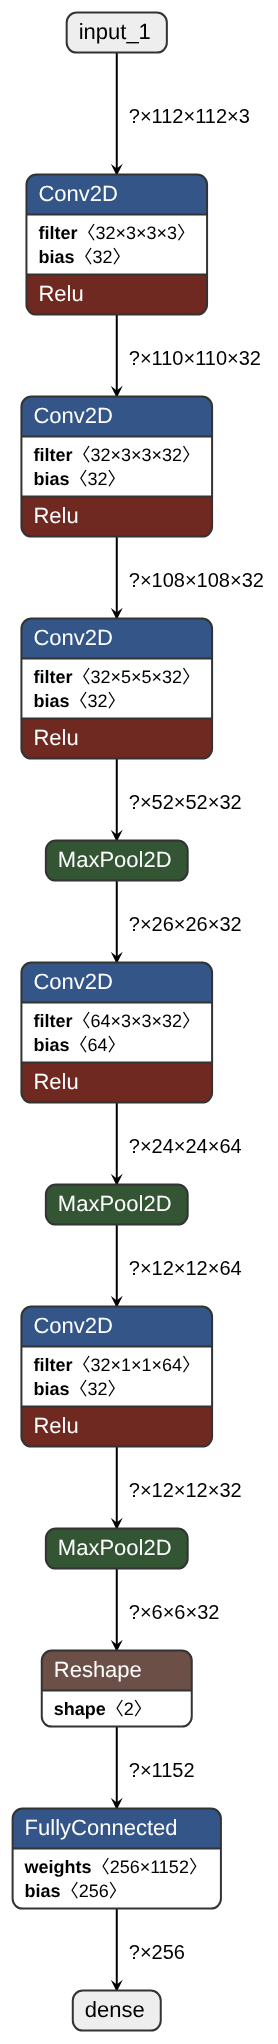 input_1
?×112×112×3
Conv2D
filter〈32×3×3×3〉
bias〈32〉
Relu
?×110×110×32
Conv2D
filter〈32×3×3×32〉
bias〈32〉
Relu
?×108×108×32
Conv2D
filter〈32×5×5×32〉
bias〈32〉
Relu
?×52×52×32
MaxPool2D
?×26×26×32
Conv2D
filter〈64×3×3×32〉
bias〈64〉
Relu
?×24×24×64
MaxPool2D
?×12×12×64
Conv2D
filter〈32×1×1×64〉
bias〈32〉
Relu
?×12×12×32
MaxPool2D
?×6×6×32
Reshape
shape〈2〉
?×1152
FullyConnected
weights〈256×1152〉
bias〈256〉
?×256
dense